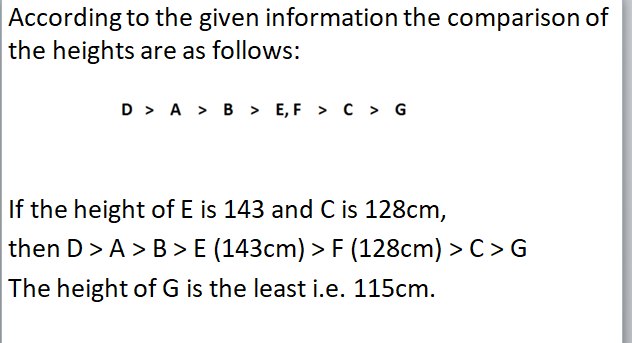 According to the given information the comparison of
the heights are as follows:
D > A > B > E, F > C > G
If the height of E is 143 and C is 128cm,
then D > A > B > E (143cm) > F (128cm) > C > G
The height of G is the least i.e. 115cm.